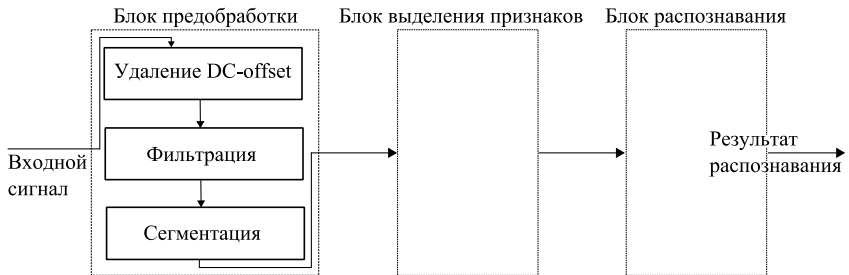 Блок предобработки
Блок выделения признаков
Блок распознавания
Удаление DC-offset
Фильтрация
Сегментация
Входной
сигнал
Результат
распознавания